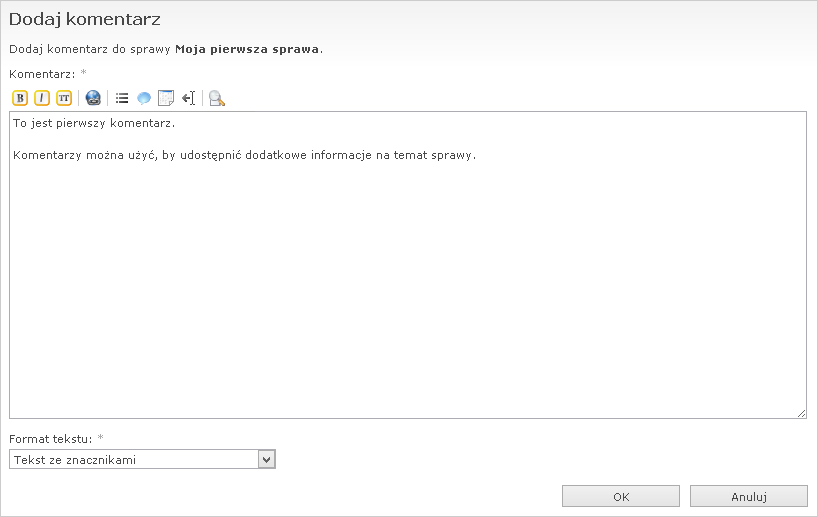 Dodaj komentarz
Dodaj komentarz do sprawy Moja pierwsza sprawa.
Komentarz: *
B I TT
To jest pierwszy komentarz.
Komentarzy można użyć, by udostępnić dodatkowe informacje na temat sprawy.
Format tekstu: *
Tekst ze znacznikami
OK Anuluj